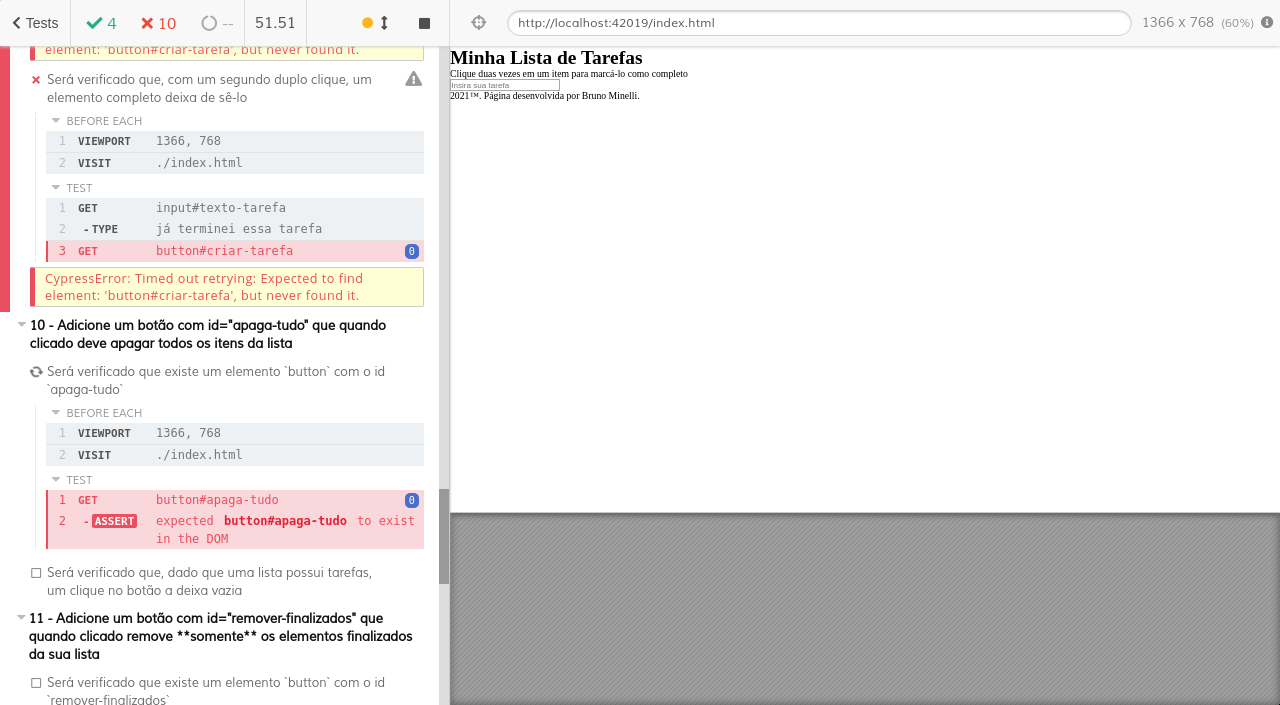 Tests 4 10 -- 51.51
http://localhost:42019/index.html 1366 x 768 (60%)
element: 'button#criar-tarefa', but never found it.
Será verificado que, com um segundo duplo clique, um
elemento completo deixa de sê-lo
BEFORE EACH
1 VIEWPORT 1366, 768
2 VISIT ./index.html
TEST
1 GET input#texto-tarefa
2 -TYPE já terminei essa tarefa
3 GET button#criar-tarefa 0
CypressError: Timed out retrying: Expected to find
element: 'button#criar-tarefa', but never found it.
10 - Adicione um botão com id="apaga-tudo" que quando
clicado deve apagar todos os itens da lista
Será verificado que existe um elemento `button` com o id
`apaga-tudo`
BEFORE EACH
1 VIEWPORT 1366, 768
2 VISIT ./index.html
TEST
1 GET button#apaga-tudo 0
2 -ASSERT expected button#apaga-tudo to exist
in the DOM
Será verificado que, dado que uma lista possui tarefas,
um clique no botão a deixa vazia
11 - Adicione um botão com id="remover-finalizados" que
quando clicado remove **somente** os elementos finalizados
da sua lista
Será verificado que existe um elemento `button` com o id
`remover-finalizados`
Minha Lista de Tarefas
Clique duas vezes em um item para marcá-lo como completo
Insira sua tarefa
2021™. Página desenvolvida por Bruno Minelli.